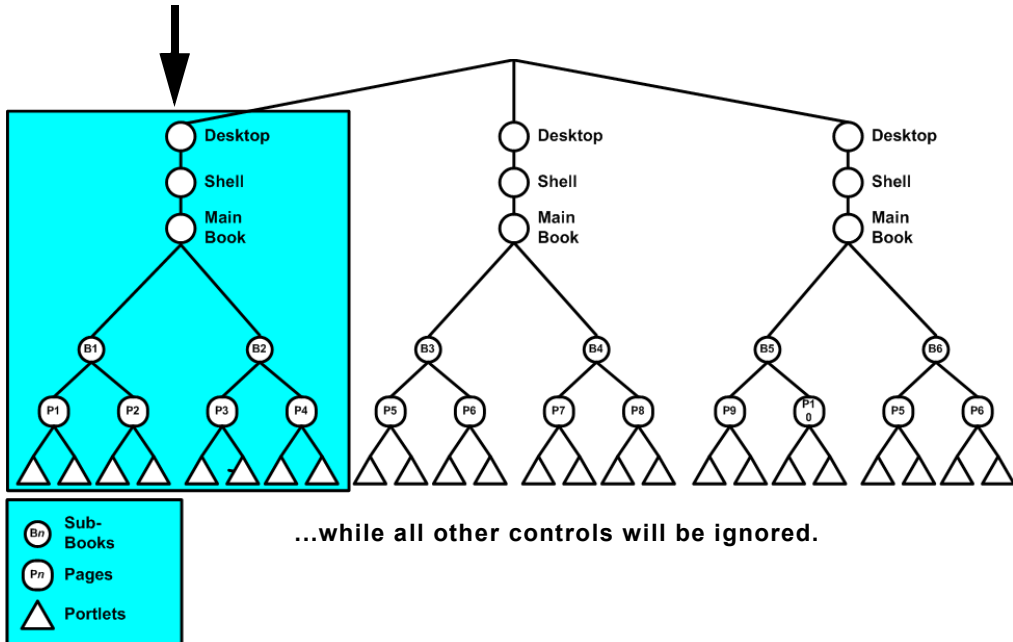 Desktop
Shell
Main
Book
B1
B2
P1
P2
P3
P4
Desktop
Shell
Main
Book
B3
B4
P5
P6
P7
P8
Desktop
Shell
Main
Book
B5
B6
P9
P1
0
P5
P6
Bn
Sub-
Books
Pn
Pages
Portlets
...while all other controls will be ignored.